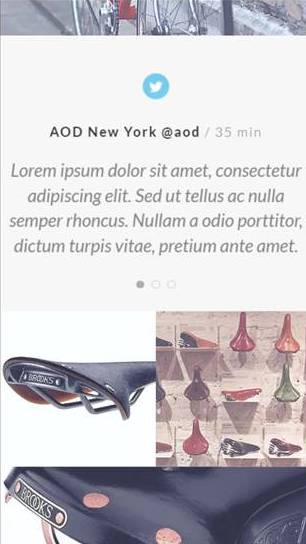 AOD New York @aod / 35 min
Lorem ipsum dolor sit amet, consectetur
adipiscing elit. Sed ut tellus ac nulla
semper rhoncus. Nullam a odio porttitor,
dictum turpis vitae, pretium ante amet.
BROOKS
BROOKS